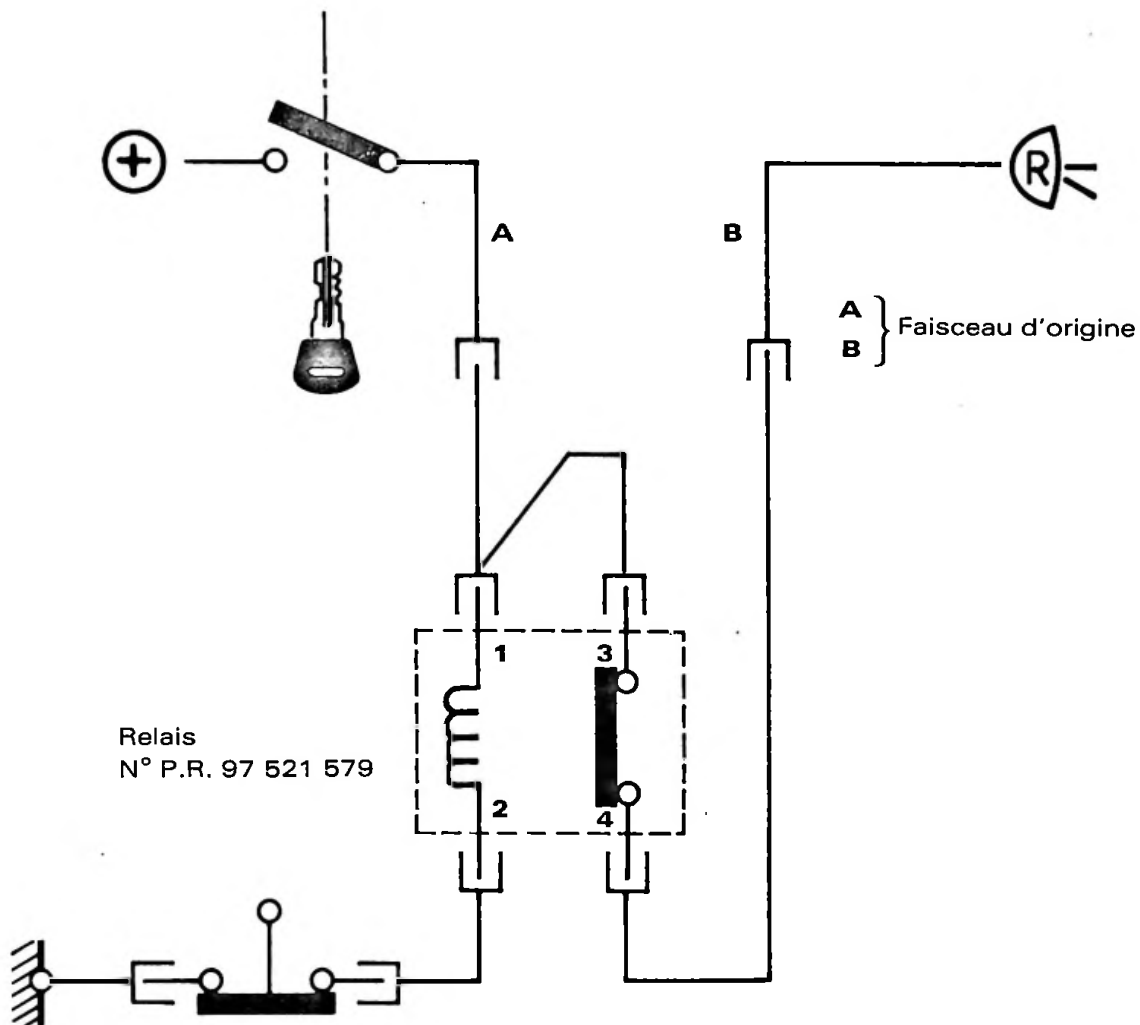 +
R
A
B
A
B
Faisceau d'origine
1
3
Relais
N° P.R. 97 521 579
2
4